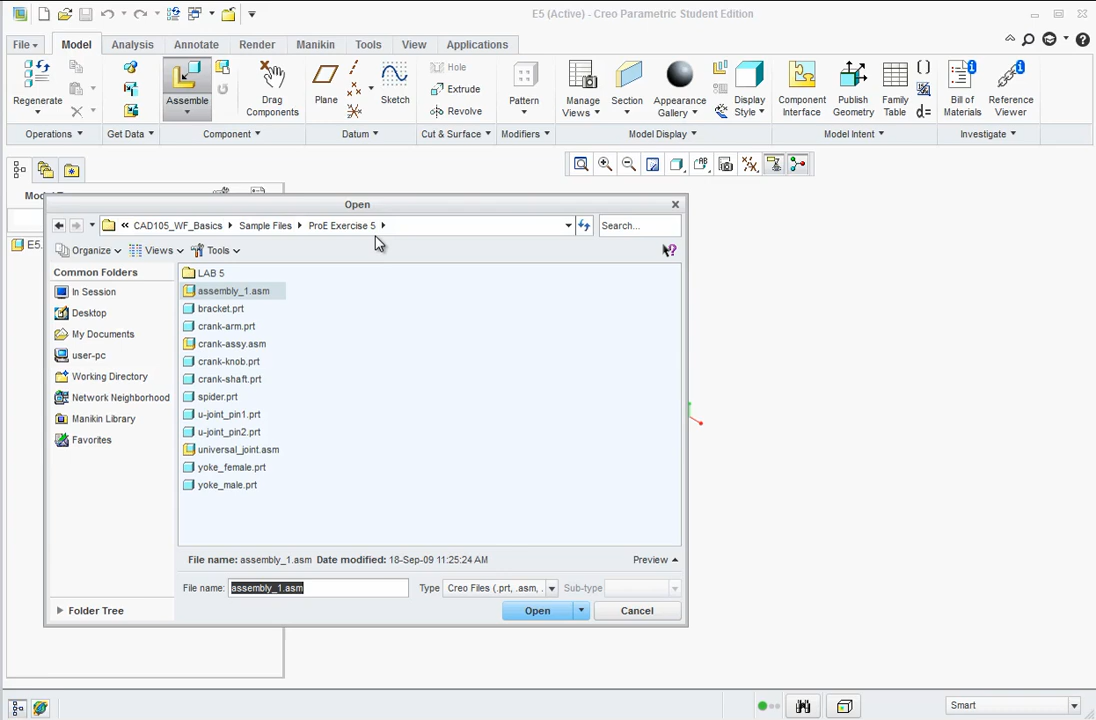 E5 (Active) - Creo Parametric Student Edition
File Model Analysis Annotate Render Manikin Tools View Applications
Regenerate
Assemble
Drag Components
Plane
Sketch
Hole
Extrude
Revolve
Pattern
Manage Views
Section
Appearance Gallery
Display Style
Component Interface
Publish Geometry
Family Table
d=
Bill of Materials
Reference Viewer
Operations Get Data Component Datum Cut & Surface Modifiers Model Display Model Intent Investigate
Open
CAD105_WF_Basics Sample Files ProE Exercise 5
Search...
Organize Views Tools
Common Folders
In Session
Desktop
My Documents
user-pc
Working Directory
Network Neighborhood
Manikin Library
Favorites
Folder Tree
E5.
LAB 5
assembly_1.asm
bracket.prt
crank-arm.prt
crank-assy.asm
crank-knob.prt
crank-shaft.prt
spider.prt
u-joint_pin1.prt
u-joint_pin2.prt
universal_joint.asm
yoke_female.prt
yoke_male.prt
File name: assembly_1.asm Date modified: 18-Sep-09 11:25:24 AM
Preview
File name: assembly_1.asm
Type Creo Files (.prt, .asm, .
Sub-type
Open
Cancel
Smart